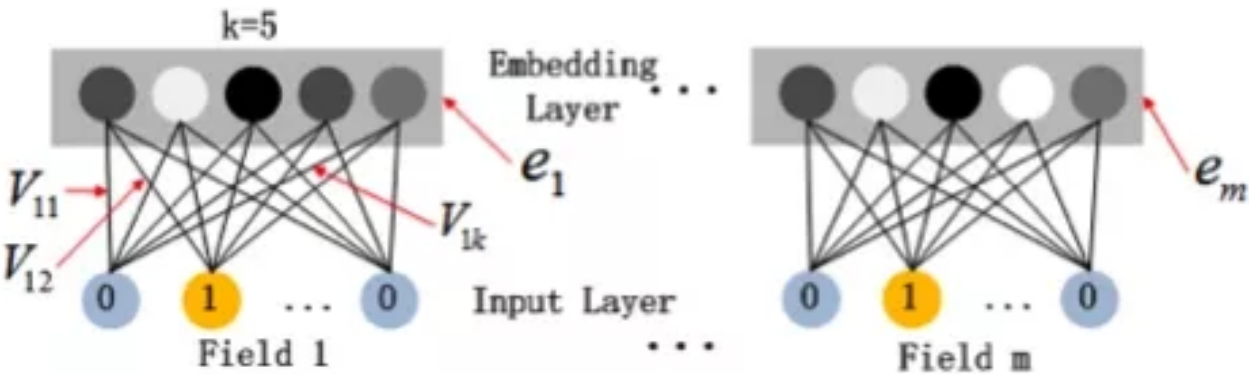 k=5
Embedding
Layer
...
e1
em
V11
V12
V1k
0 1 ... 0
Input Layer
0 1 ... 0
Field 1
...
Field m